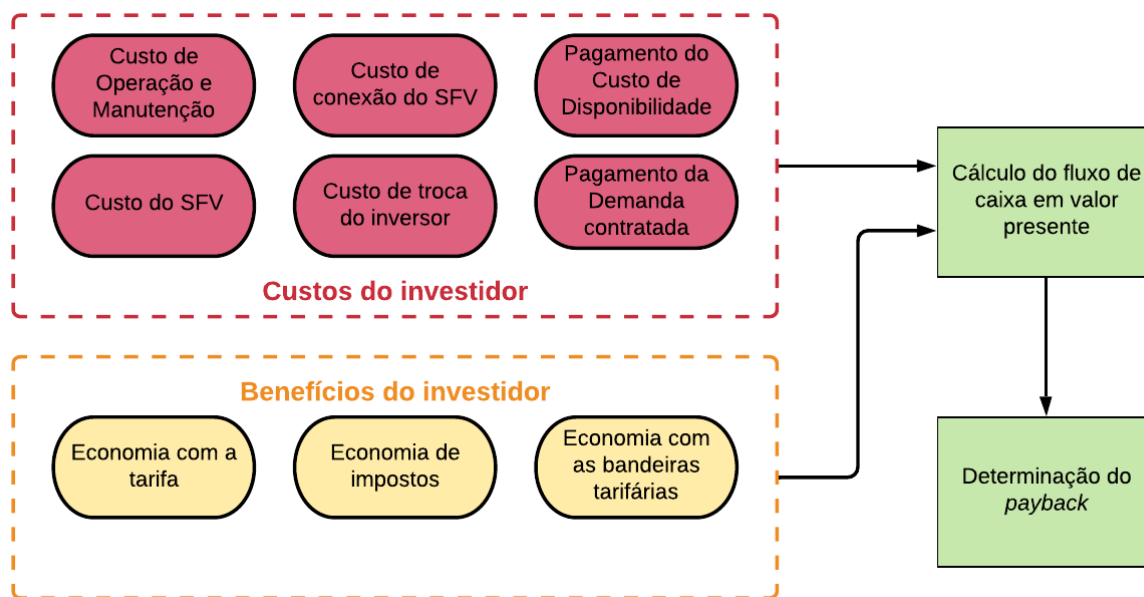 Custo de
Operação e
Manutenção
Custo de
conexão do SFV
Pagamento do
Custo de
Disponibilidade
Custo do SFV
Custo de troca
do inversor
Pagamento da
Demanda
contratada
Custos do investidor
Benefícios do investidor
Economia com a
tarifa
Economia de
impostos
Economia com
as bandeiras
tarifárias
Cálculo do fluxo de
caixa em valor
presente
Determinação do
payback